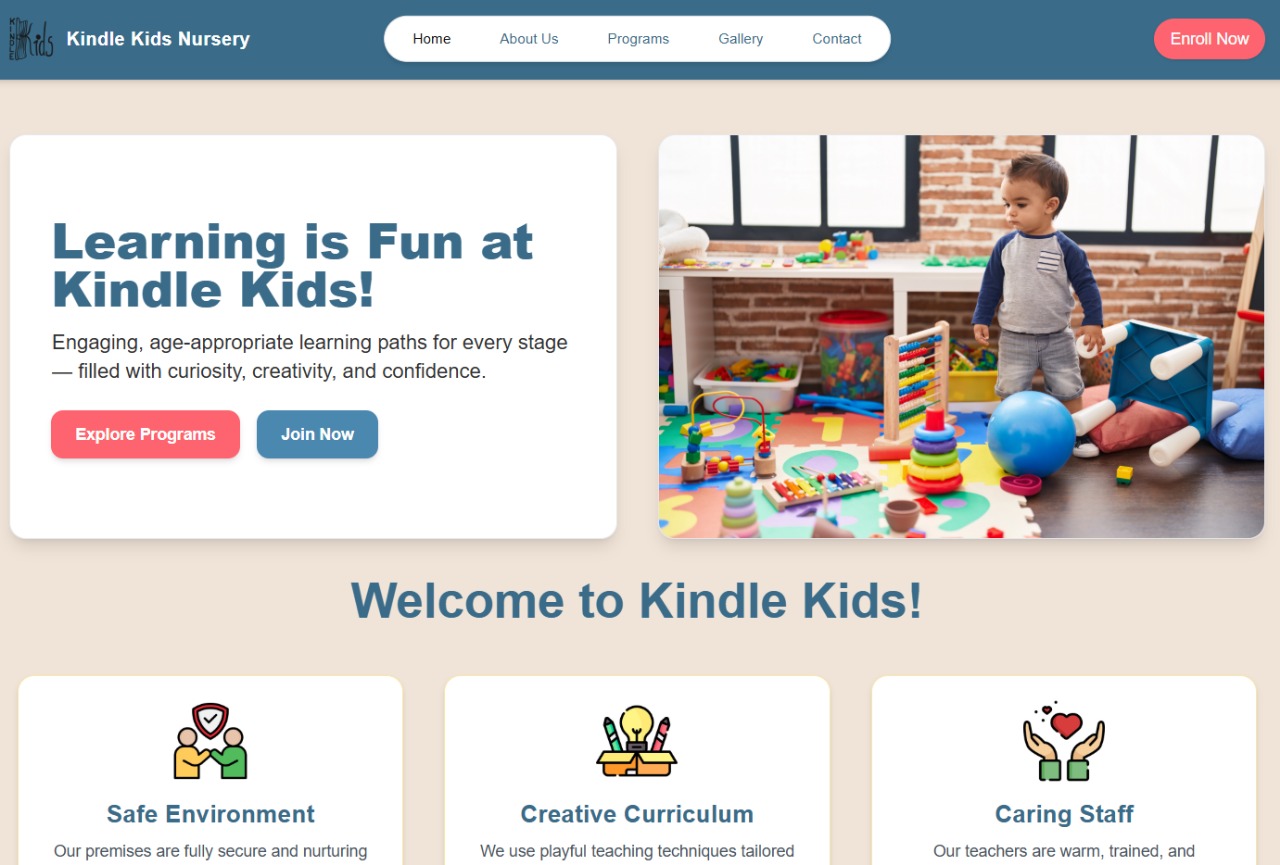 KINDLE Kids
Kindle Kids Nursery
Home
About Us
Programs
Gallery
Contact
Enroll Now
Learning is Fun at
Kindle Kids!
Engaging, age-appropriate learning paths for every stage
— filled with curiosity, creativity, and confidence.
Explore Programs
Join Now
1
Welcome to Kindle Kids!
Safe Environment
Creative Curriculum
Caring Staff
Our premises are fully secure and nurturing
We use playful teaching techniques tailored
Our teachers are warm, trained, and